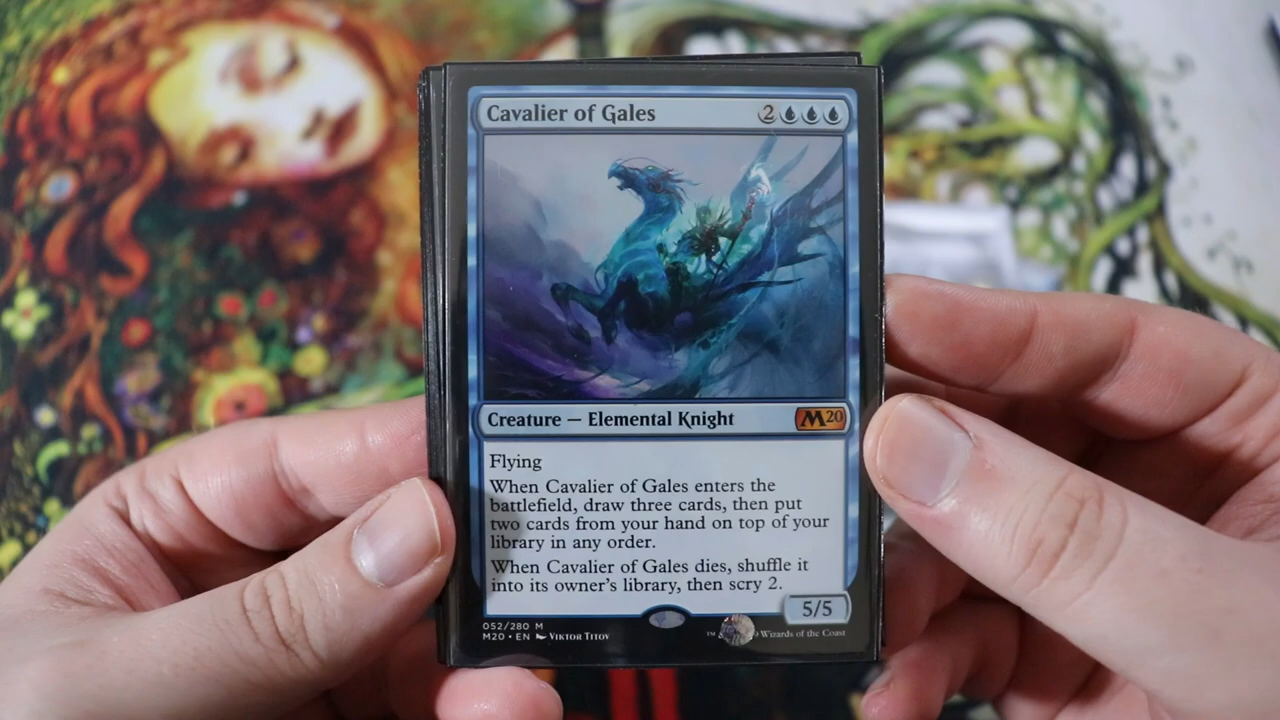 Cavalier of Gales 2
Creature — Elemental Knight M20
Flying
When Cavalier of Gales enters the
battlefield, draw three cards, then put
two cards from your hand on top of your
library in any order.
When Cavalier of Gales dies, shuffle it
into its owner's library, then scry 2.
5/5
052/280 M
M20 • EN Viktor Titov
™ Wizards of the Coast